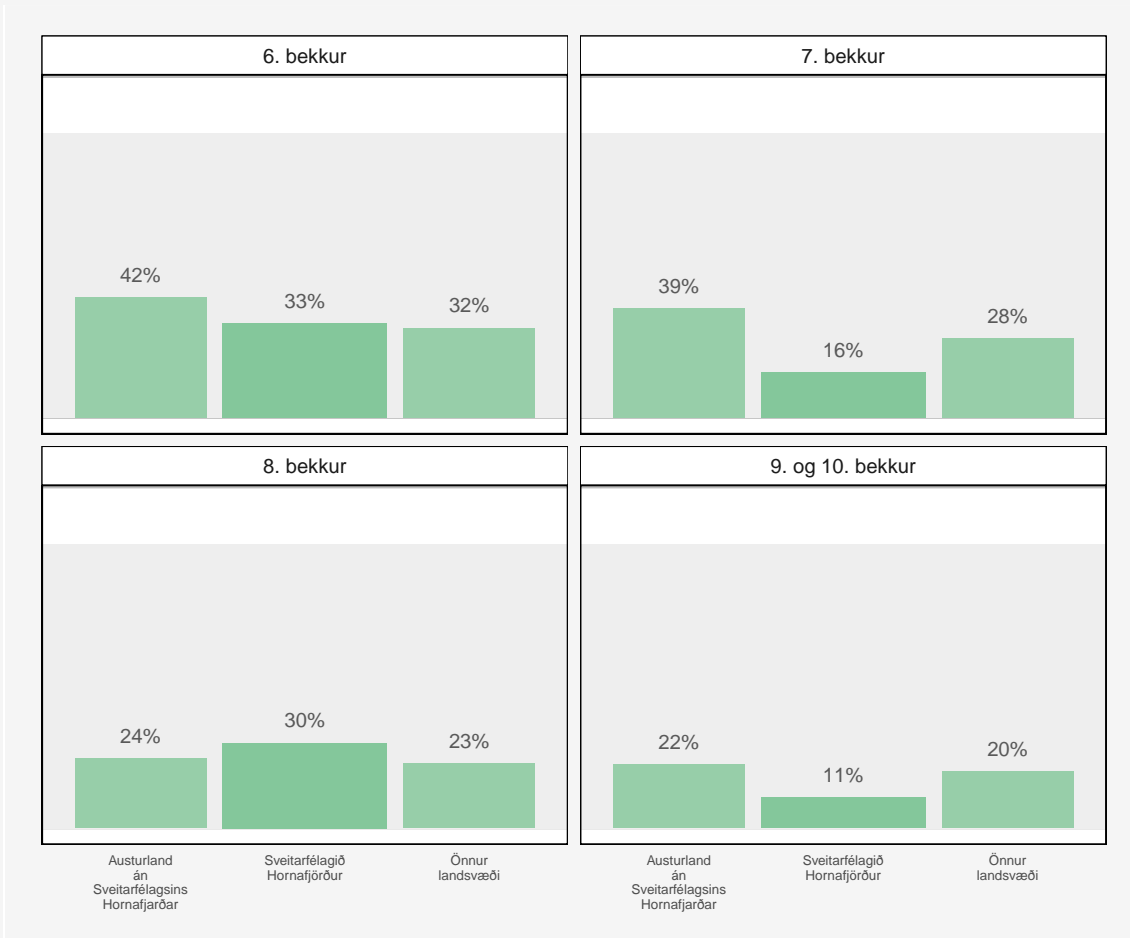 6. bekkur
42%
33%
32%
7. bekkur
39%
16%
28%
8. bekkur
24%
30%
23%
9. og 10. bekkur
22%
11%
20%
Austurland
án
Sveitarfélagsins
Hornafjarðar
Sveitarfélagið
Hornafjörður
Önnur
landsvæði
Austurland
án
Sveitarfélagsins
Hornafjarðar
Sveitarfélagið
Hornafjörður
Önnur
landsvæði